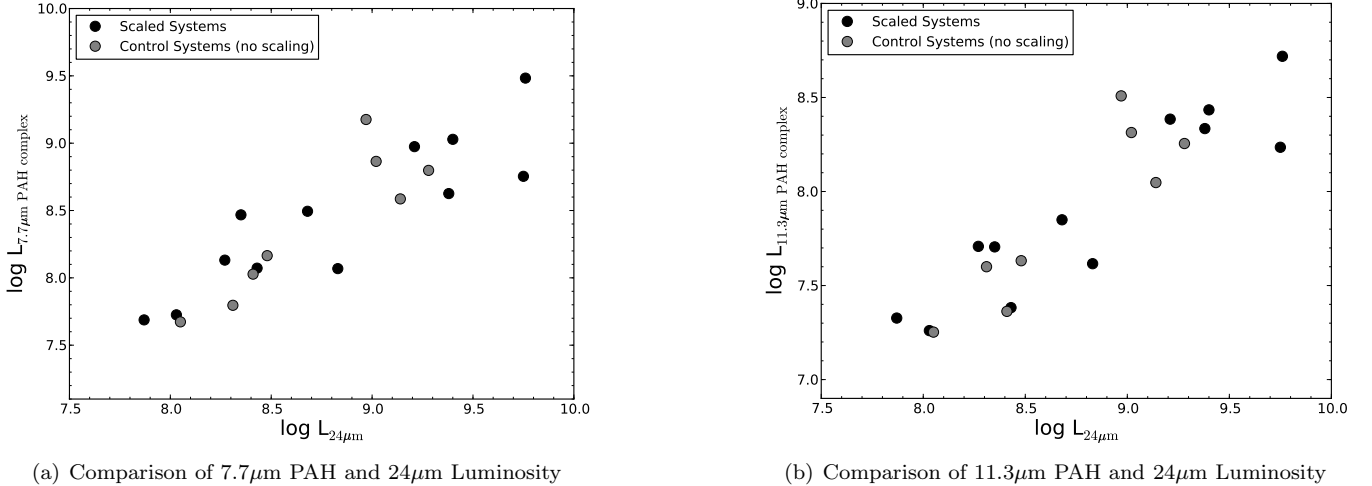 10.0
9.5
9.0
8.5
8.0
7.5
7.5 8.0 8.5 9.0 9.5 10.0
log L7.7μm PAH complex
log L24μm
Scaled Systems
Control Systems (no scaling)
(a) Comparison of 7.7μm PAH and 24μm Luminosity
9.0
8.5
8.0
7.5
7.0
7.5 8.0 8.5 9.0 9.5 10.0
log L11.3μm PAH complex
log L24μm
Scaled Systems
Control Systems (no scaling)
(b) Comparison of 11.3μm PAH and 24μm Luminosity